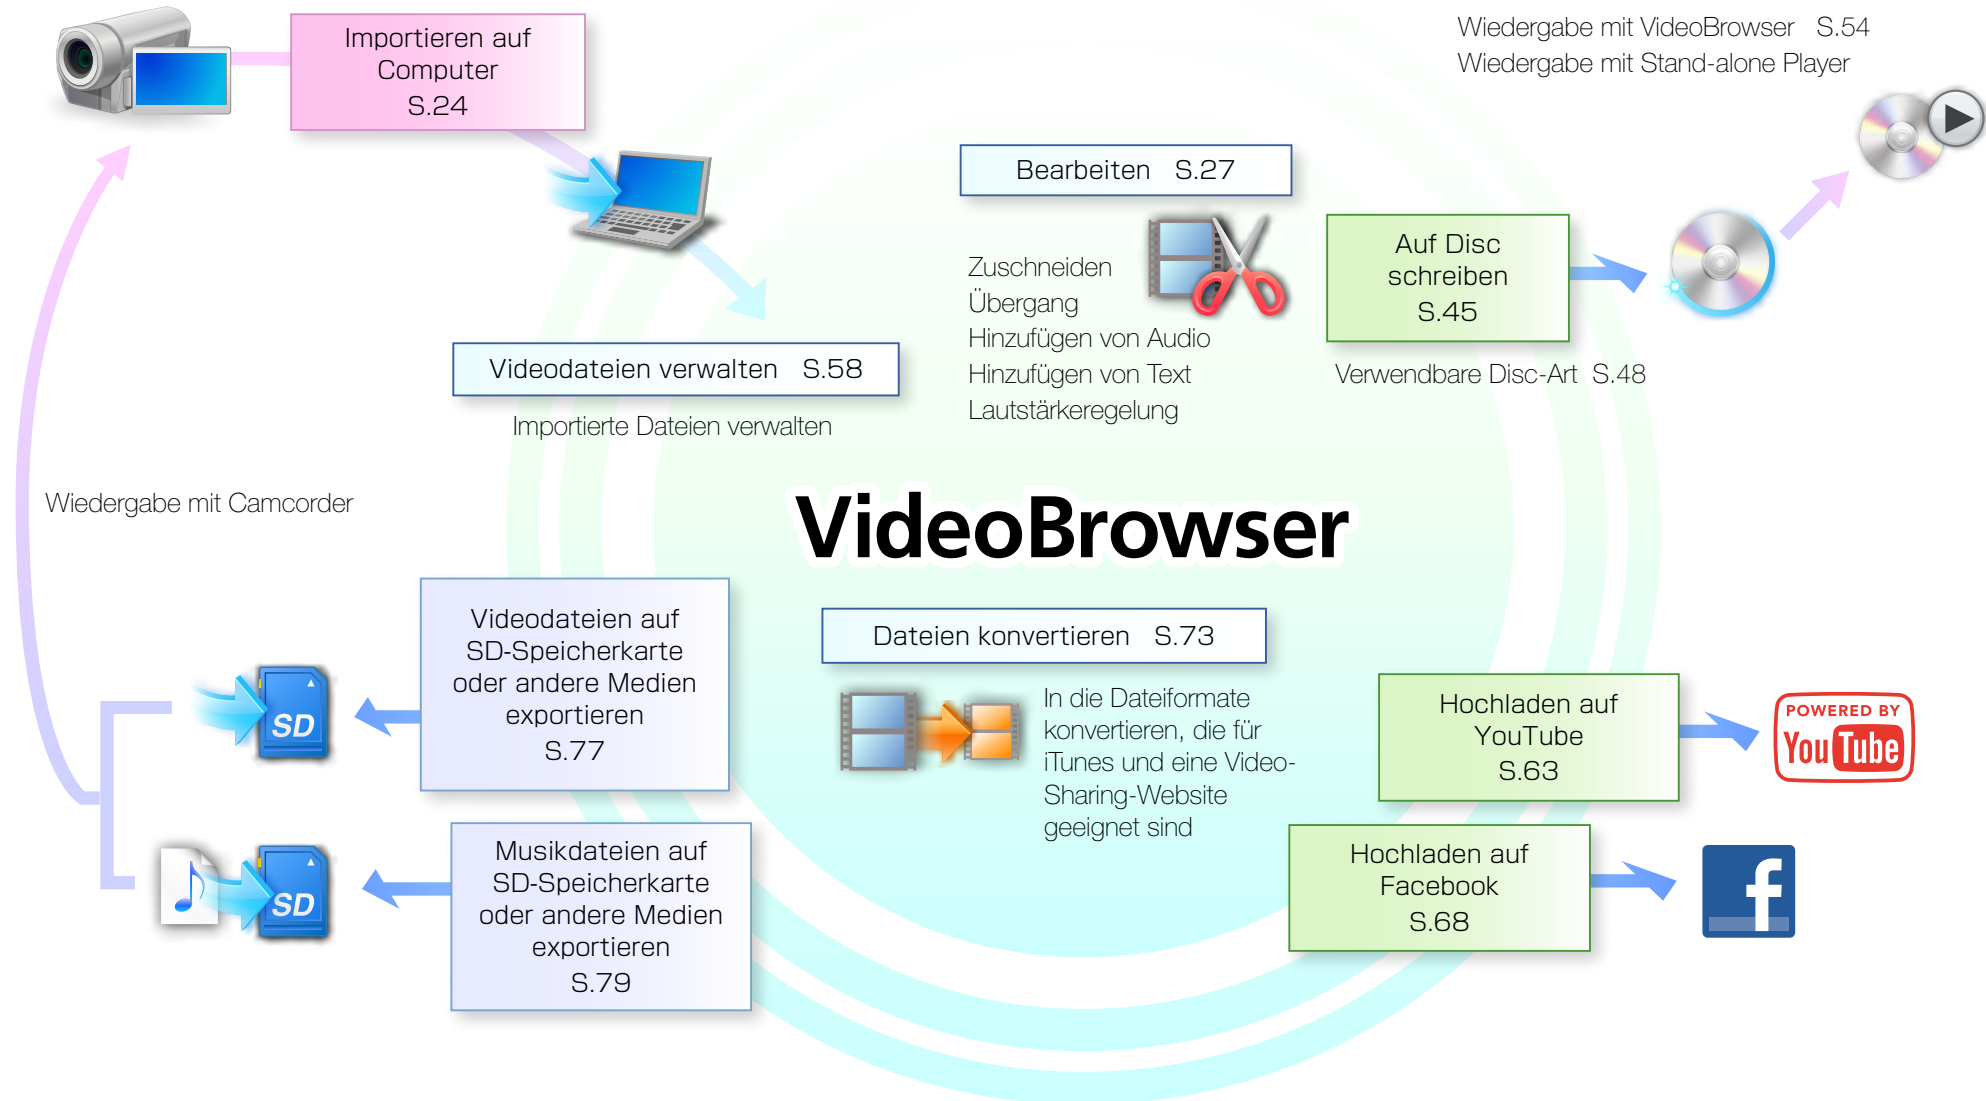 Importieren auf
Computer
S.24
Wiedergabe mit VideoBrowser S.54
Wiedergabe mit Stand-alone Player
Bearbeiten S.27
Zuschneiden
Übergang
Hinzufügen von Audio
Hinzufügen von Text
Lautstärkeregelung
Auf Disc
schreiben
S.45
Verwendbare Disc-Art S.48
Videodateien verwalten S.58
Importierte Dateien verwalten
Wiedergabe mit Camcorder
VideoBrowser
Videodateien auf
SD-Speicherkarte
oder andere Medien
exportieren
S.77
SD
Dateien konvertieren S.73
In die Dateiformate
konvertieren, die für
iTunes und eine Video-
Sharing-Website
geeignet sind
Hochladen auf
YouTube
S.63
POWERED BY
YouTube
Musikdateien auf
SD-Speicherkarte
oder andere Medien
exportieren
S.79
SD
Hochladen auf
Facebook
S.68
f